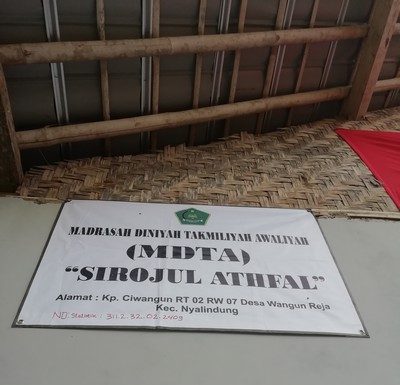 MADRASAH DINIYAH TAKMILIYAH AWALIYAH
(MDTA)
"SIROJUL ATHFAL"
Alamat : Kp. Ciwangun RT 02 RW 07 Desa Wangun Reja
Kec. Nyalindung
NO Statistik : 311.2.32.02.2409